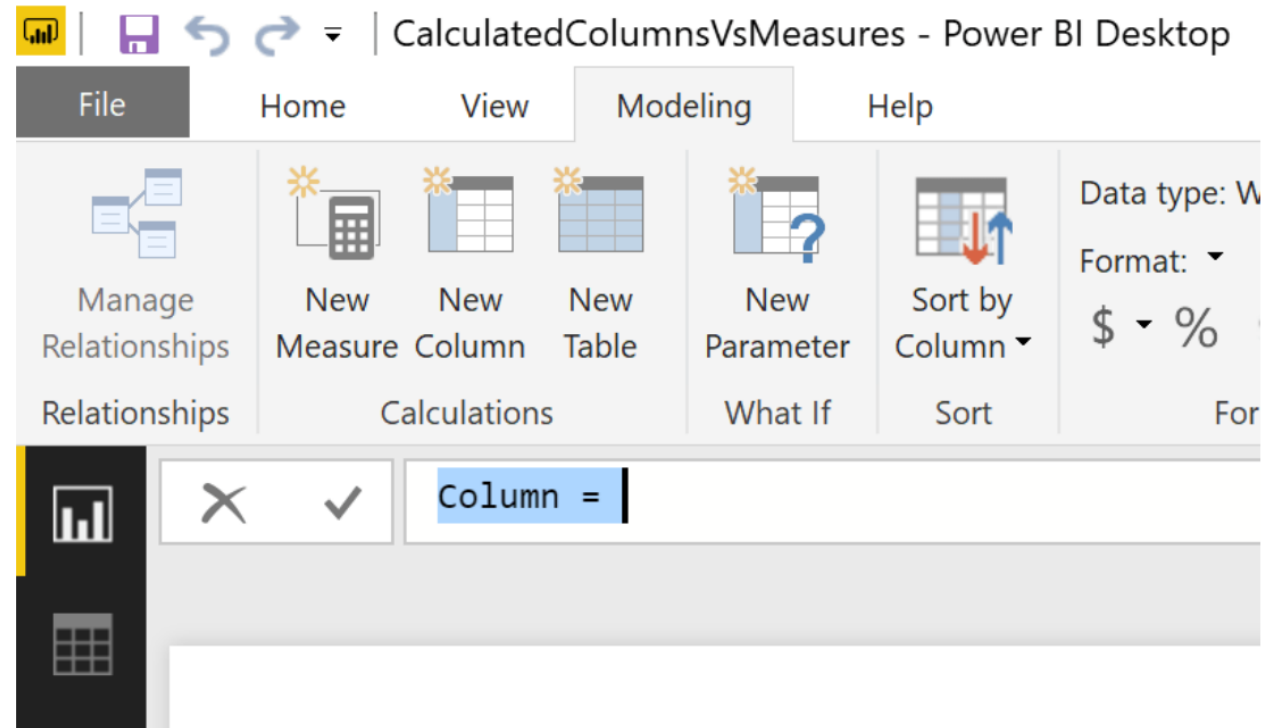 CalculatedColumnsVsMeasures - Power BI Desktop
File Home View Modeling Help
Manage Relationships
New Measure
New Column
New Table
New Parameter
Sort by Column
Data type: W
Format:
$ %
Relationships Calculations What If Sort For
Column =